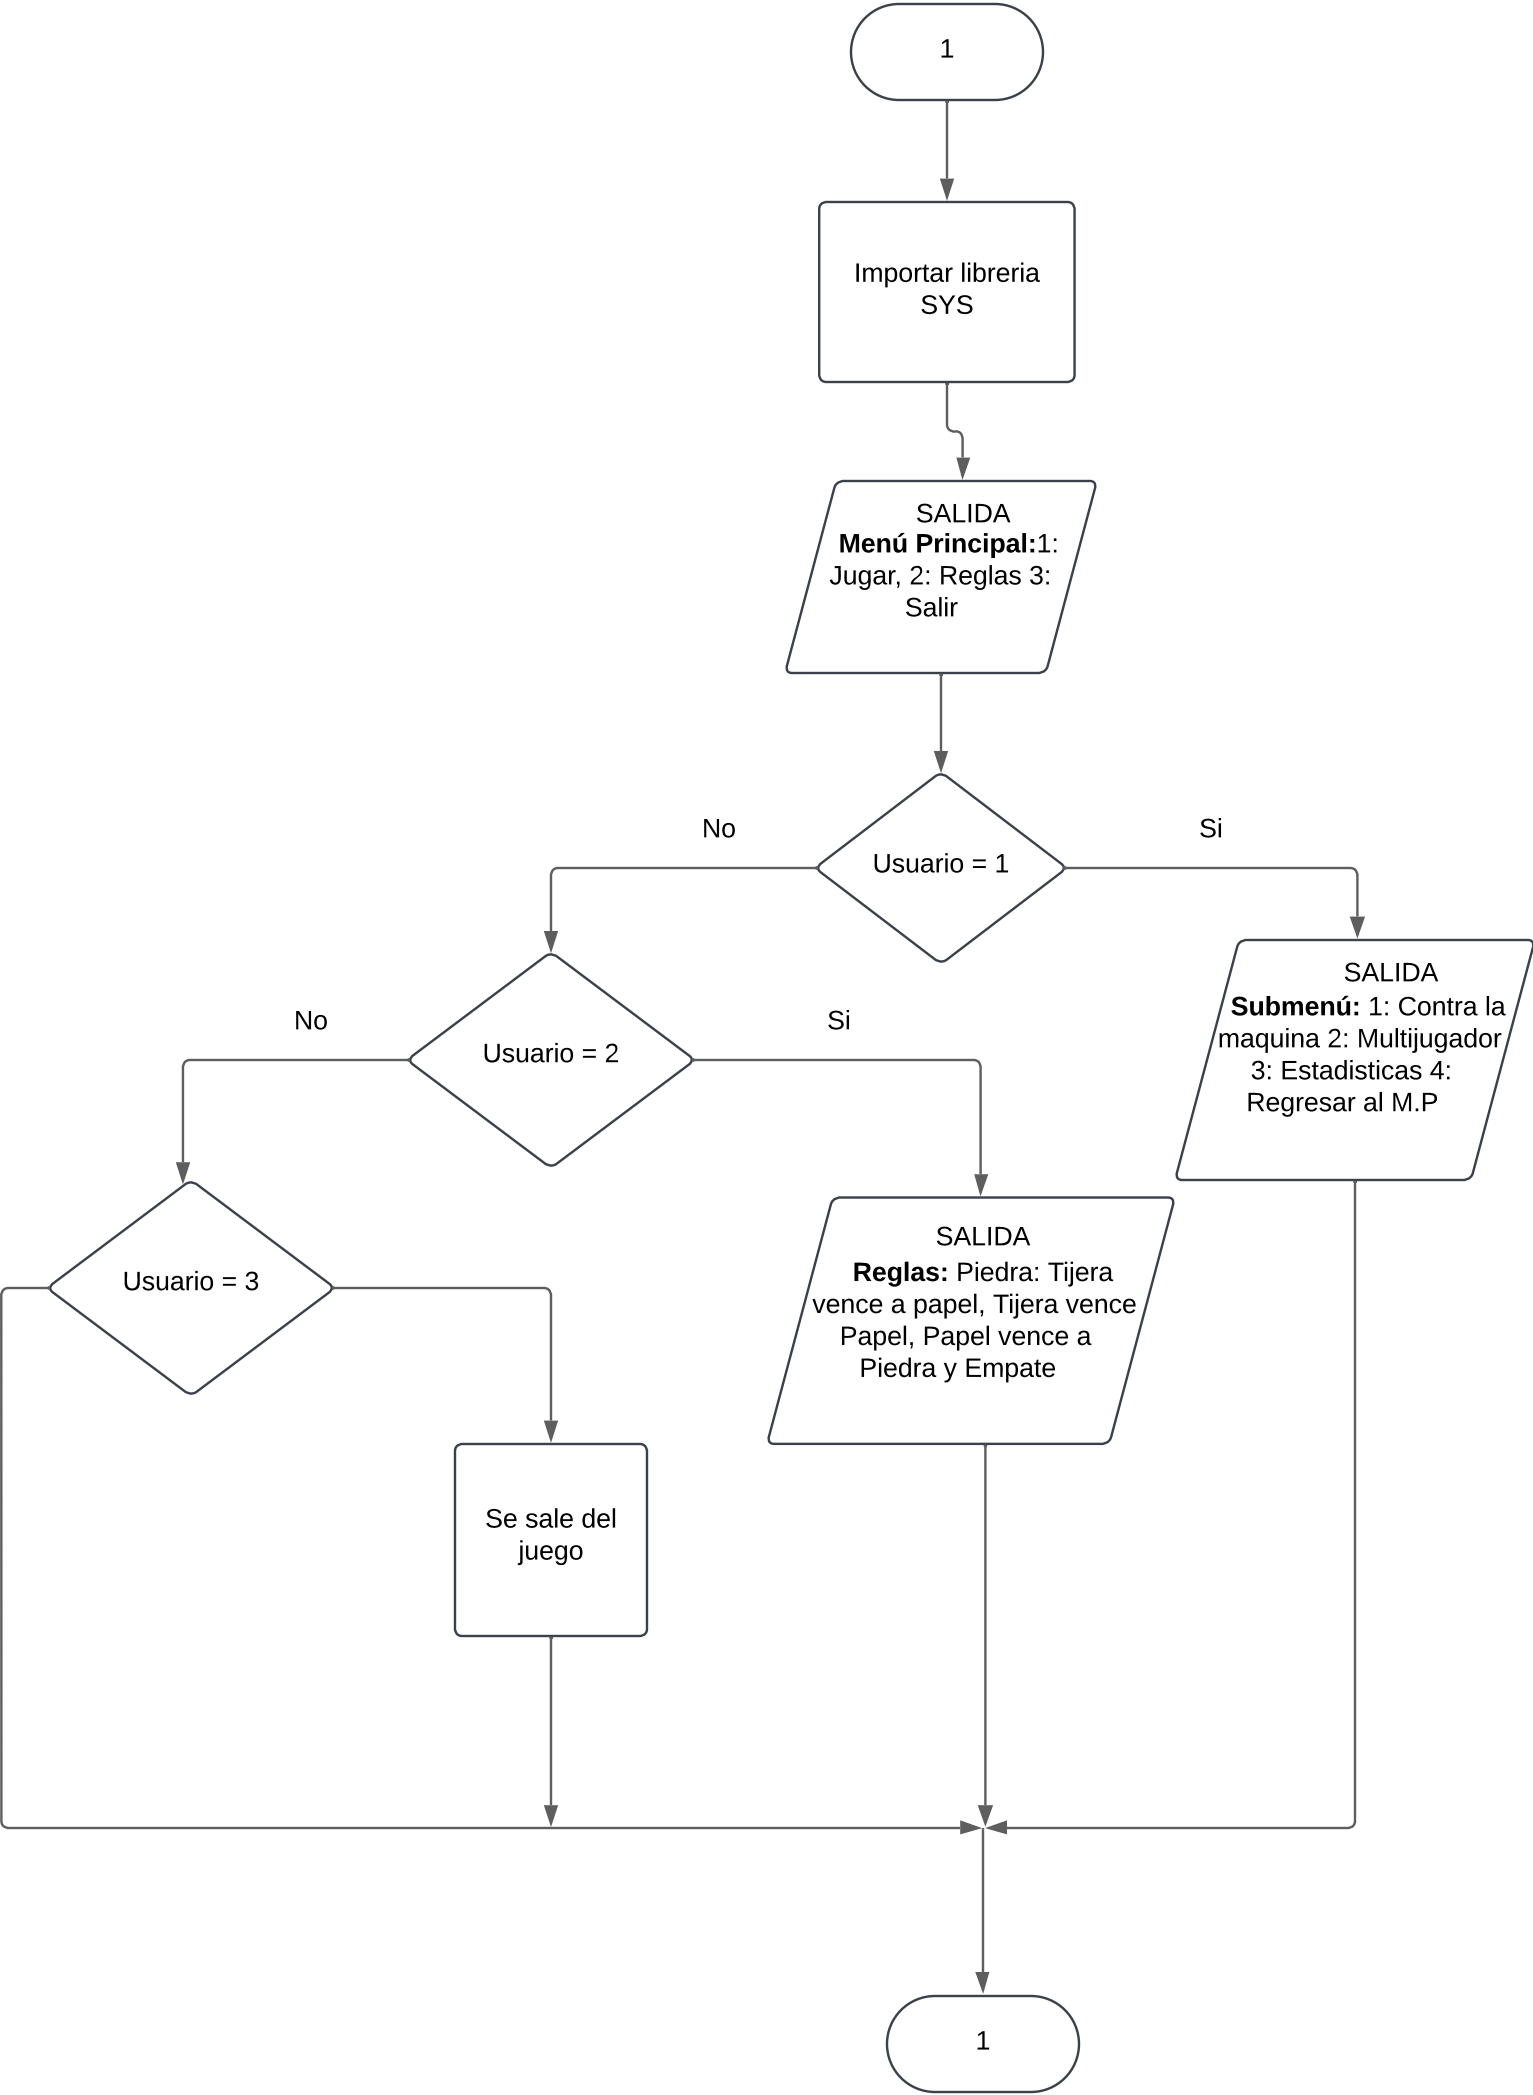 1
Importar libreria
SYS
SALIDA
Menú Principal:1:
Jugar, 2: Reglas 3:
Salir
No
Usuario = 1
Si
SALIDA
Submenú: 1: Contra la
maquina 2: Multijugador
3: Estadisticas 4:
Regresar al M.P
No
Usuario = 2
Si
Usuario = 3
SALIDA
Reglas: Piedra: Tijera
vence a papel, Tijera vence
Papel, Papel vence a
Piedra y Empate
Se sale del
juego
1